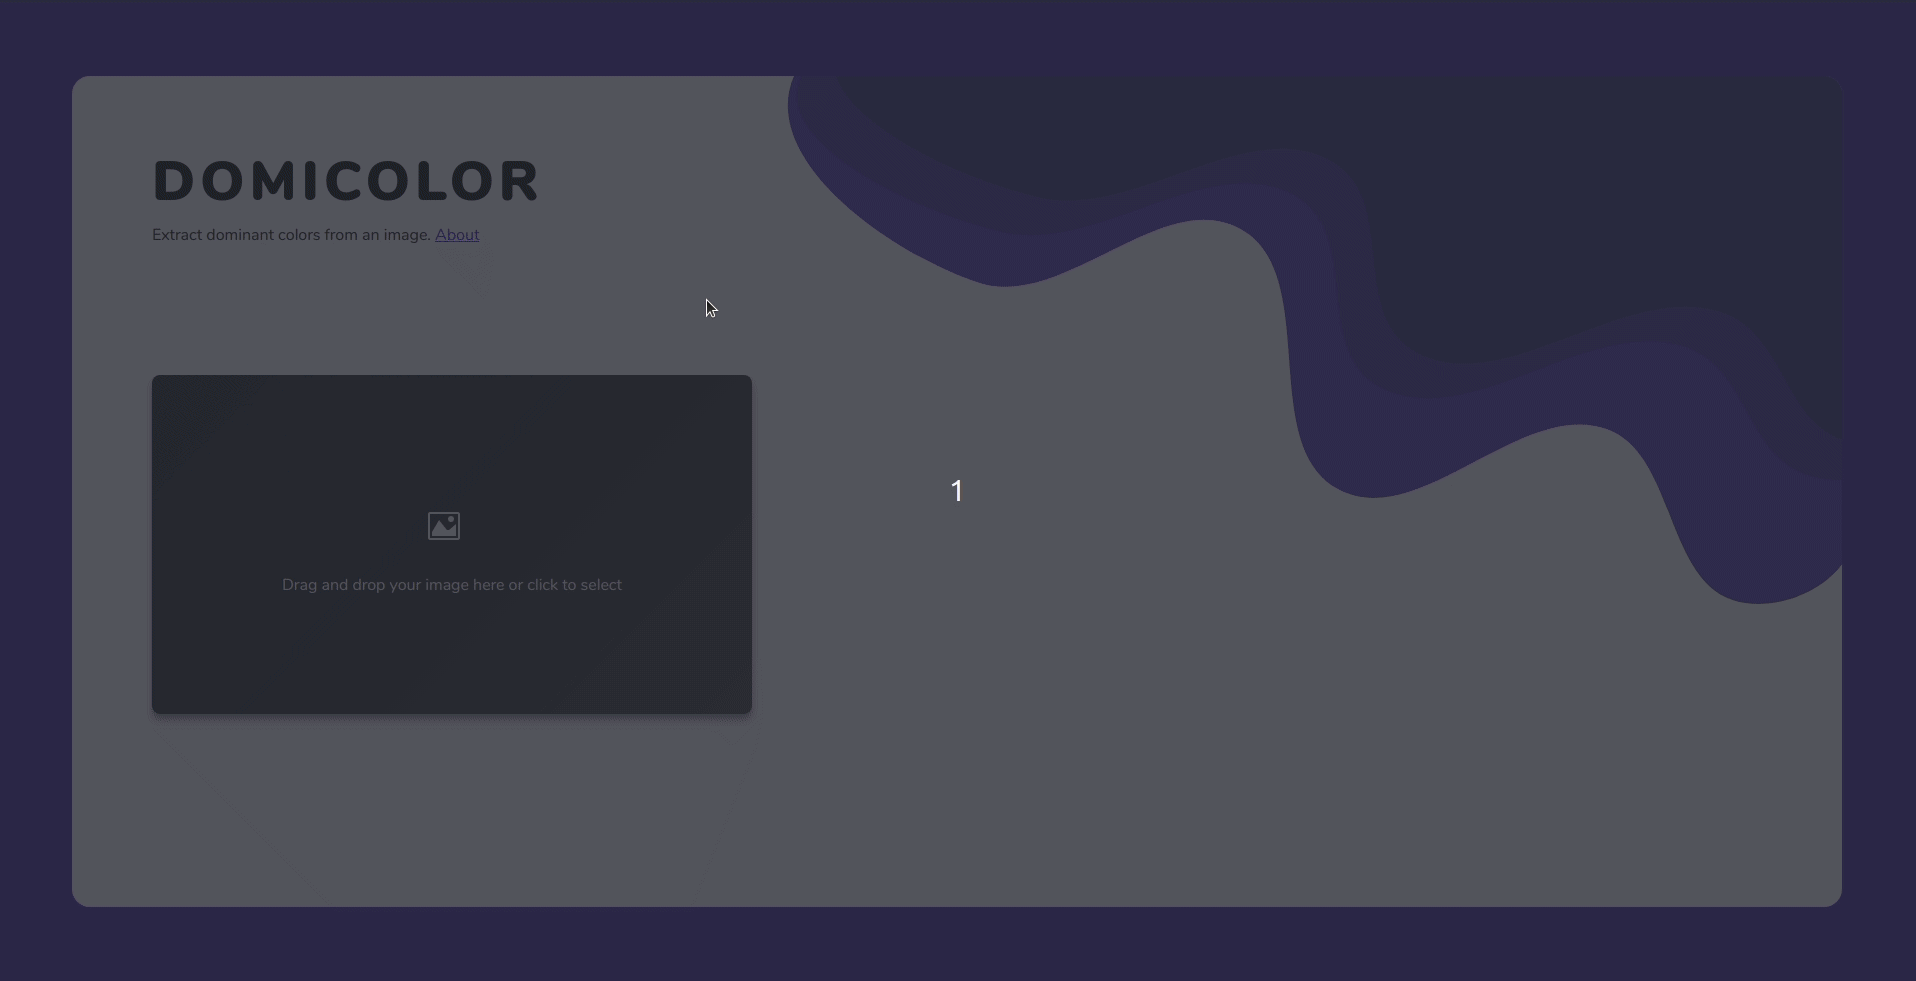 DOMICOLOR
Extract dominant colors from an image. About
1
Drag and drop your image here or click to select